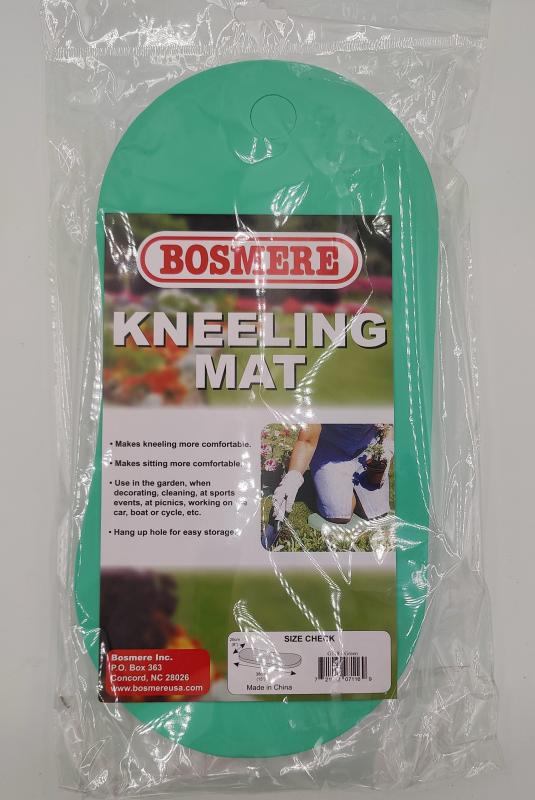 BOSMERE
KNEELING
MAT
• Makes kneeling more comfortable.
• Makes sitting more comfortable.
• Use in the garden, when
decorating, cleaning, at sports
events, at picnics, working on
car, boat or cycle, etc.
• Hang up hole for easy storage.
Bosmere Inc.
P.O. Box 363
Concord, NC 28026
www.bosmereusa.com
SIZE CHECK
Green
Made in China